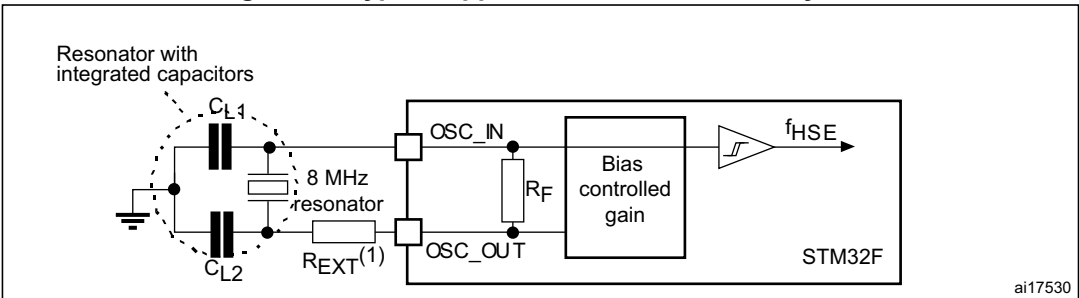 Resonator with
integrated capacitors
CL1
OSC_IN
fHSE
8 MHz
resonator
RF
Bias
controlled
gain
REXT(1)
OSC_OUT
STM32F
CL2
ai17530